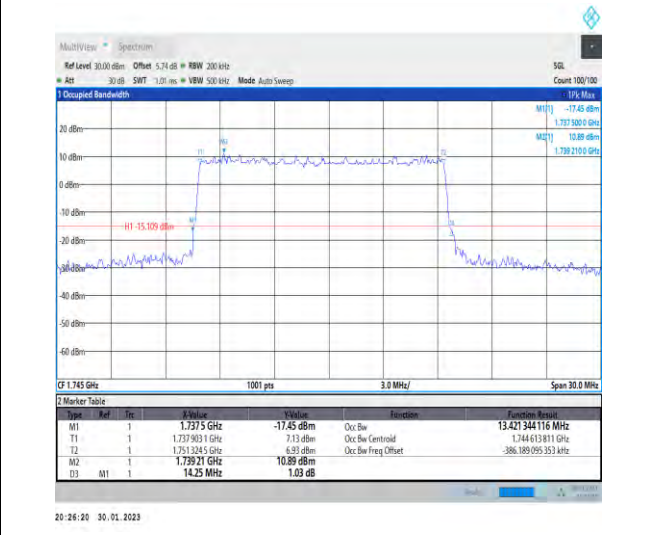 MultiView Spectrum
Ref Level 30.00 dBm Offset 5.74 dB RBW 200 kHz SGL
Att 30 dB SWT 1.01 ms VBW 500 kHz Mode Auto Sweep Count 100/100
1 Occupied Bandwidth 1Pk Max
M1[1] -17.45 dBm
1.737 500 0 GHz
20 dBm M2[1] 10.89 dBm
1.739 210 0 GHz
M2
T1 T2
10 dBm
0 dBm
-10 dBm
M1
H1 -15.109 dBm
-20 dBm
-30 dBm
-40 dBm
-50 dBm
-60 dBm
CF 1.745 GHz 1001 pts 3.0 MHz/ Span 30.0 MHz
2 Marker Table
Type Ref Trc X-Value Y-Value Function Function Result
M1 1 1.7375 GHz -17.45 dBm Occ Bw 13.421 344 116 MHz
T1 1 1.737 903 1 GHz 7.13 dBm Occ Bw Centroid 1.744 613 811 GHz
T2 1 1.751 324 5 GHz 6.93 dBm Occ Bw Freq Offset -386.189 095 353 kHz
M2 1 1.739 21 GHz 10.89 dBm
D3 M1 1 14.25 MHz 1.03 dB
20:26:20 30.01.2023